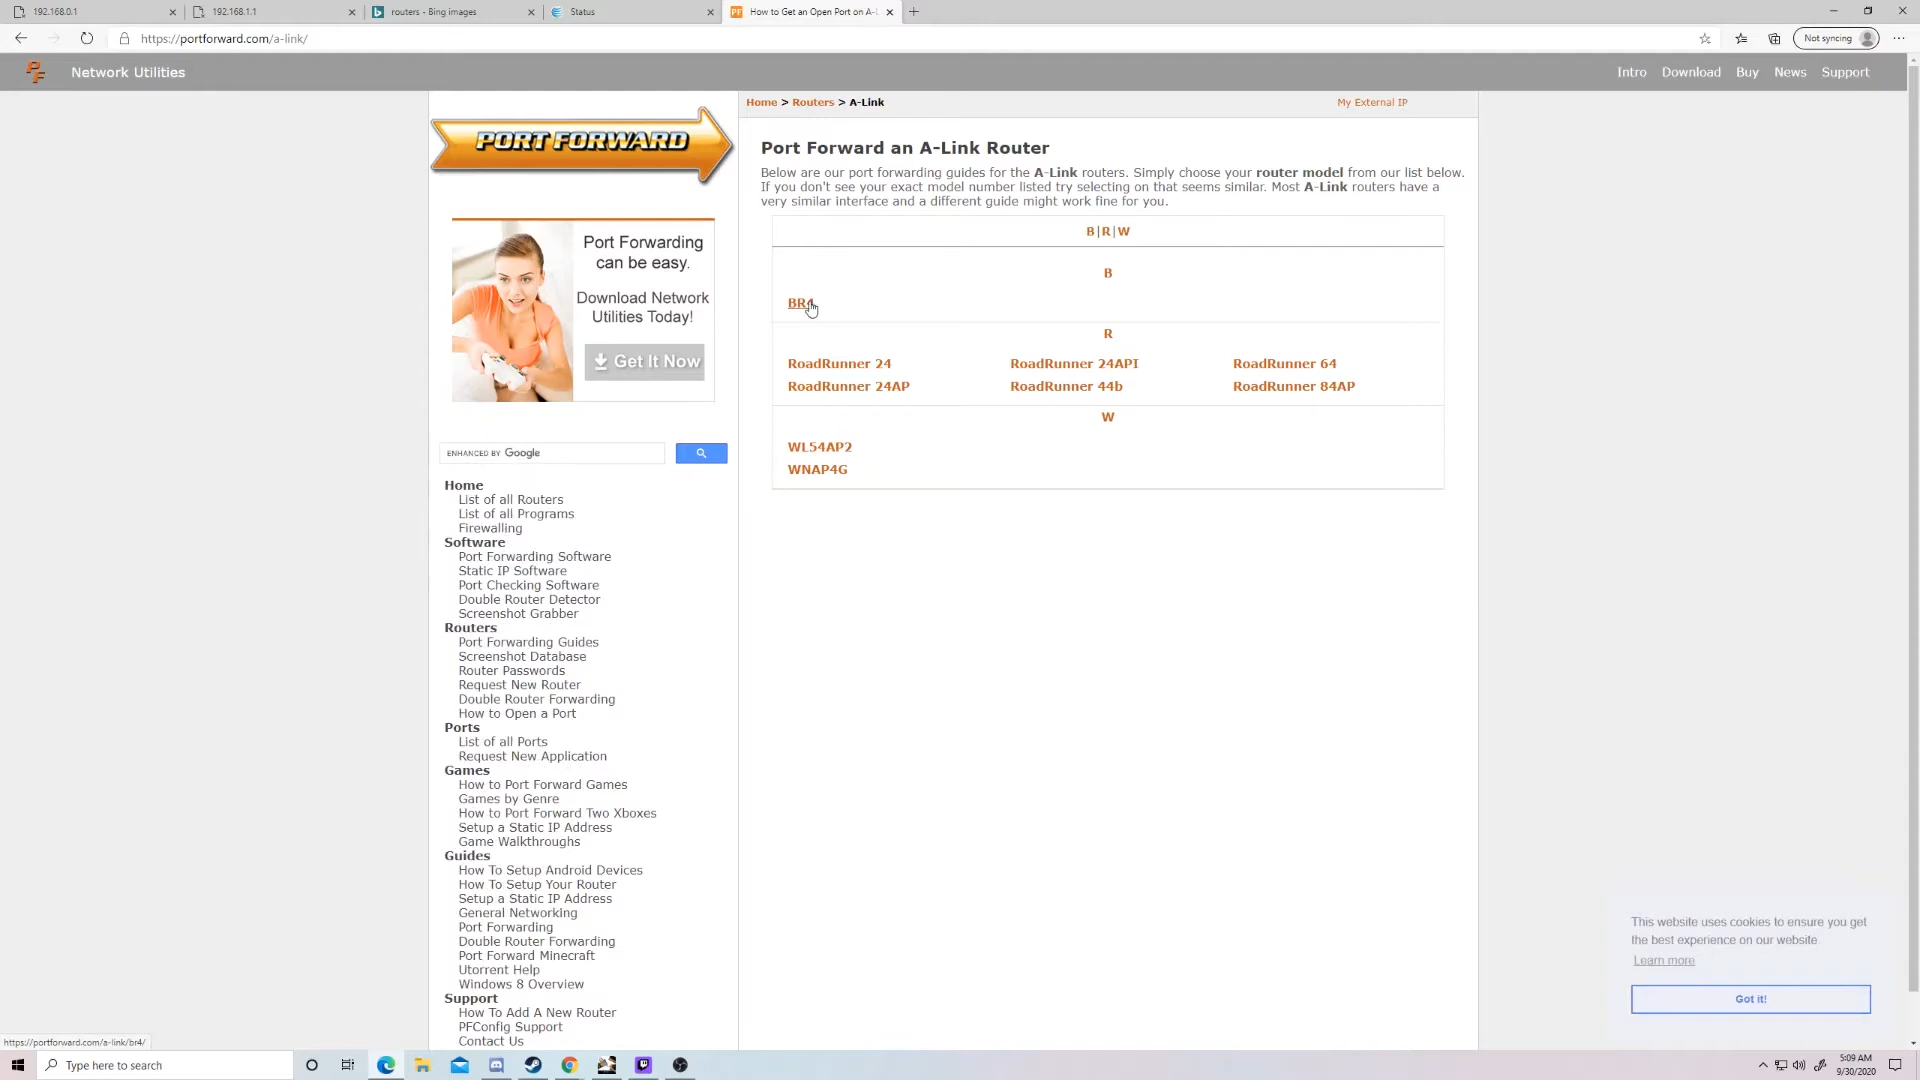 192.168.0.1
192.168.1.1
routers - Bing images
Status
How to Get an Open Port on A-L
https://portforward.com/a-link/
Not syncing
PF
Network Utilities
Intro
Download
Buy
News
Support
PORT FORWARD
Home > Routers > A-Link
My External IP
Port Forward an A-Link Router
Below are our port forwarding guides for the A-Link routers. Simply choose your router model from our list below.
If you don't see your exact model number listed try selecting on that seems similar. Most A-Link routers have a
very similar interface and a different guide might work fine for you.
B|R|W
B
BR4
R
RoadRunner 24
RoadRunner 24API
RoadRunner 64
RoadRunner 24AP
RoadRunner 44b
RoadRunner 84AP
W
WL54AP2
WNAP4G
Port Forwarding
can be easy.
Download Network
Utilities Today!
Get It Now
ENHANCED BY Google
Home
List of all Routers
List of all Programs
Firewalling
Software
Port Forwarding Software
Static IP Software
Port Checking Software
Double Router Detector
Screenshot Grabber
Routers
Port Forwarding Guides
Screenshot Database
Router Passwords
Request New Router
Double Router Forwarding
How to Open a Port
Ports
List of all Ports
Request New Application
Games
How to Port Forward Games
Games by Genre
How to Port Forward Two Xboxes
Setup a Static IP Address
Game Walkthroughs
Guides
How To Setup Android Devices
How To Setup Your Router
Setup a Static IP Address
General Networking
Port Forwarding
Double Router Forwarding
Port Forward Minecraft
Utorrent Help
Windows 8 Overview
Support
How To Add A New Router
PFConfig Support
Contact Us
This website uses cookies to ensure you get
the best experience on our website.
Learn more
Got it!
https://portforward.com/a-link/br4/
Type here to search
5:09 AM
9/30/2020